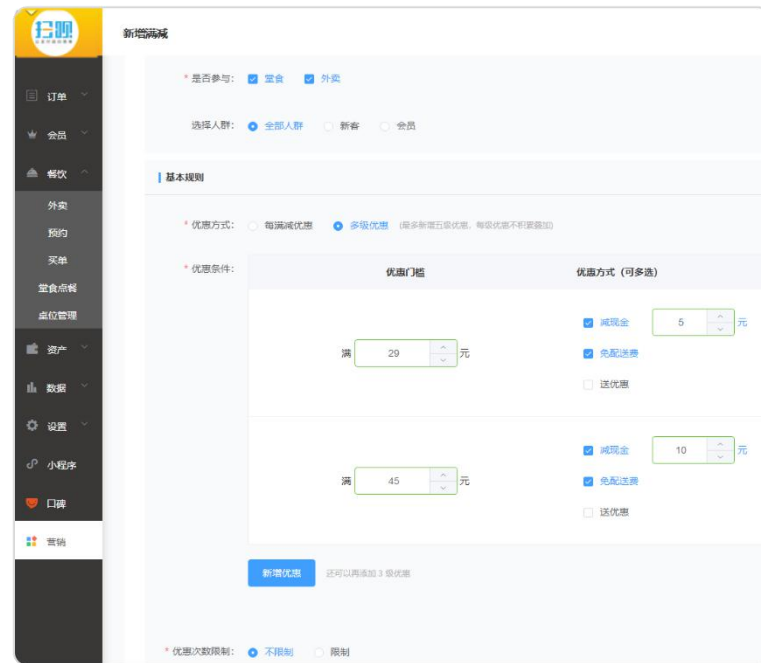 扫呗
新增满减
* 是否参与: 堂食 外卖
选择人群: 全部人群 新客 会员
订单
会员
餐饮
外卖
预约
买单
堂食点餐
桌位管理
资产
数据
设置
小程序
口碑
营销
基本规则
* 优惠方式: 每满减优惠 多级优惠 (最多新增五级优惠, 每级优惠不积累叠加)
* 优惠条件: 优惠门槛 优惠方式 (可多选)
减现金 5 元
满 29 元 免配送费
送优惠
减现金 10 元
满 45 元 免配送费
送优惠
新增优惠 还可以再添加 3 级优惠
* 优惠次数限制: 不限制 限制